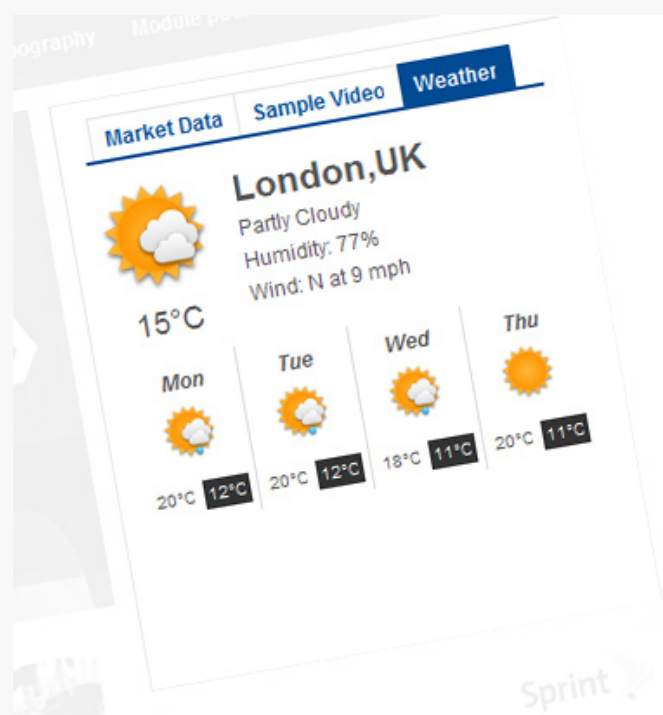 Module
Market Data Sample Video Weather
London,UK
Partly Cloudy
Humidity: 77%
Wind: N at 9 mph
15°C
Mon Tue Wed Thu
20°C 12°C 20°C 12°C 18°C 11°C 20°C 11°C
Sprint